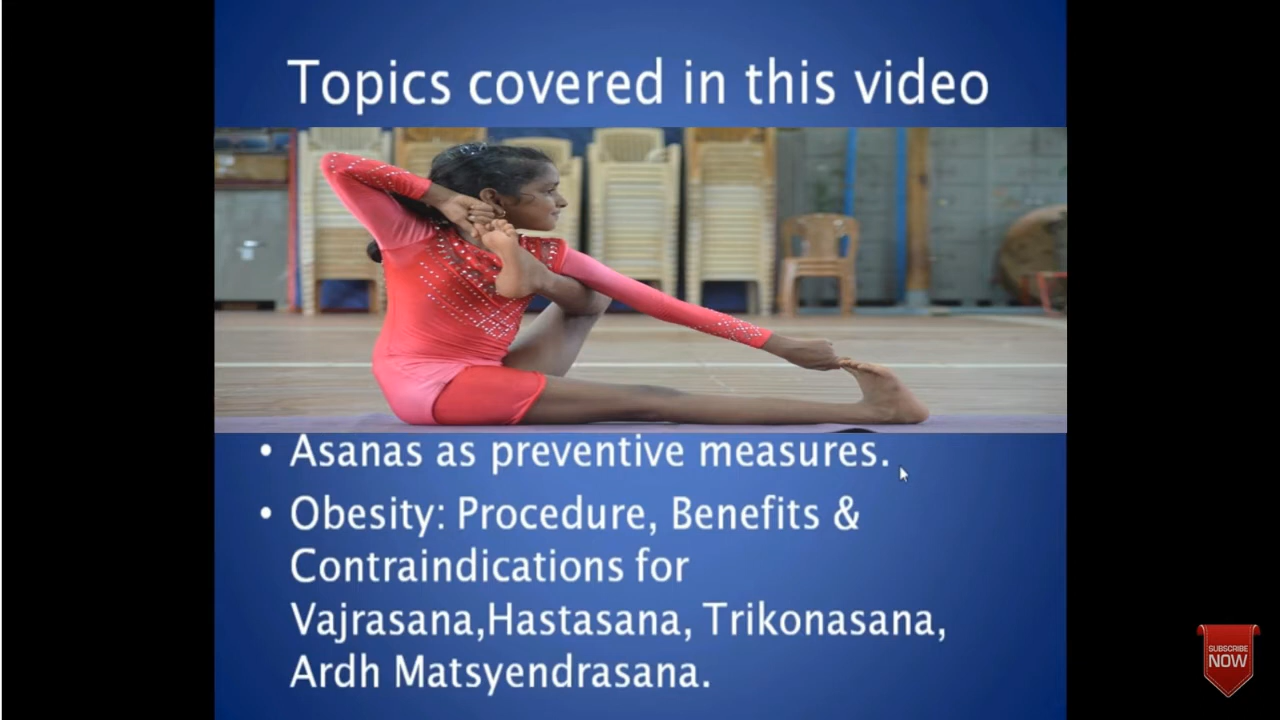 Topics covered in this video
• Asanas as preventive measures.
• Obesity: Procedure, Benefits &
Contraindications for
Vajrasana,Hastasana, Trikonasana,
Ardh Matsyendrasana.
SUBSCRIBE
NOW